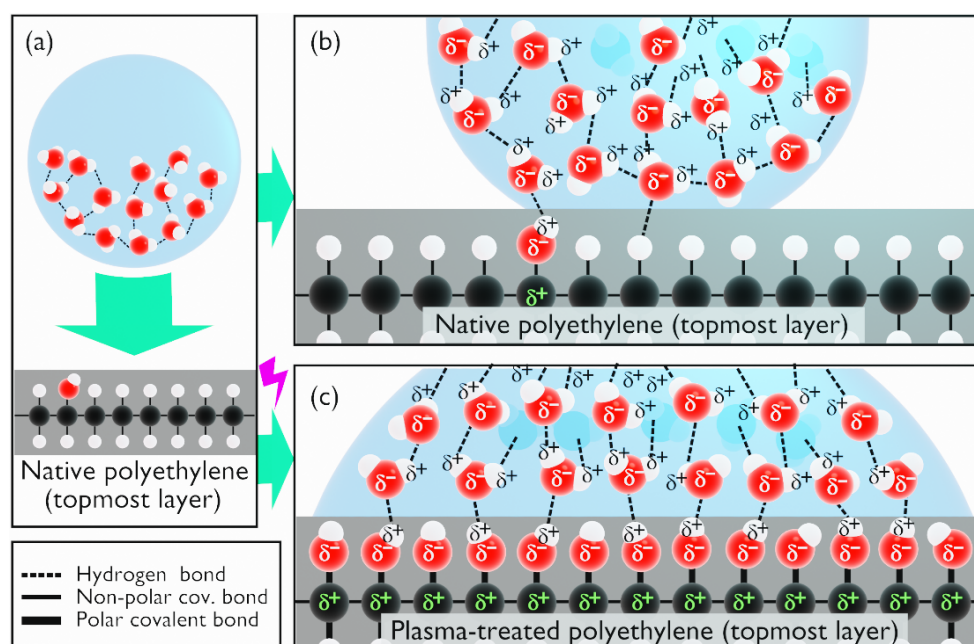 (a)
Native polyethylene
(topmost layer)
Hydrogen bond
Non-polar cov. bond
Polar covalent bond
(b)
δ− δ+ δ− δ+ δ− δ+ δ− δ+
δ− δ+ δ− δ+ δ− δ+ δ− δ+ δ+ δ−
δ− δ+ δ− δ+ δ− δ+ δ− δ+ δ−
δ+
δ−
δ+
Native polyethylene (topmost layer)
(c)
δ+ δ+ δ+ δ+ δ+
δ− δ+ δ− δ− δ+ δ− δ+ δ− δ+ δ−
δ− δ+ δ− δ+ δ− δ+ δ− δ+ δ− δ+ δ− δ+ δ−
δ+ δ+ δ+ δ+ δ+ δ+ δ+
δ− δ− δ− δ− δ− δ− δ− δ− δ− δ− δ− δ− δ−
δ+ δ+ δ+ δ+ δ+ δ+ δ+ δ+ δ+ δ+ δ+ δ+ δ+
Plasma-treated polyethylene (topmost layer)